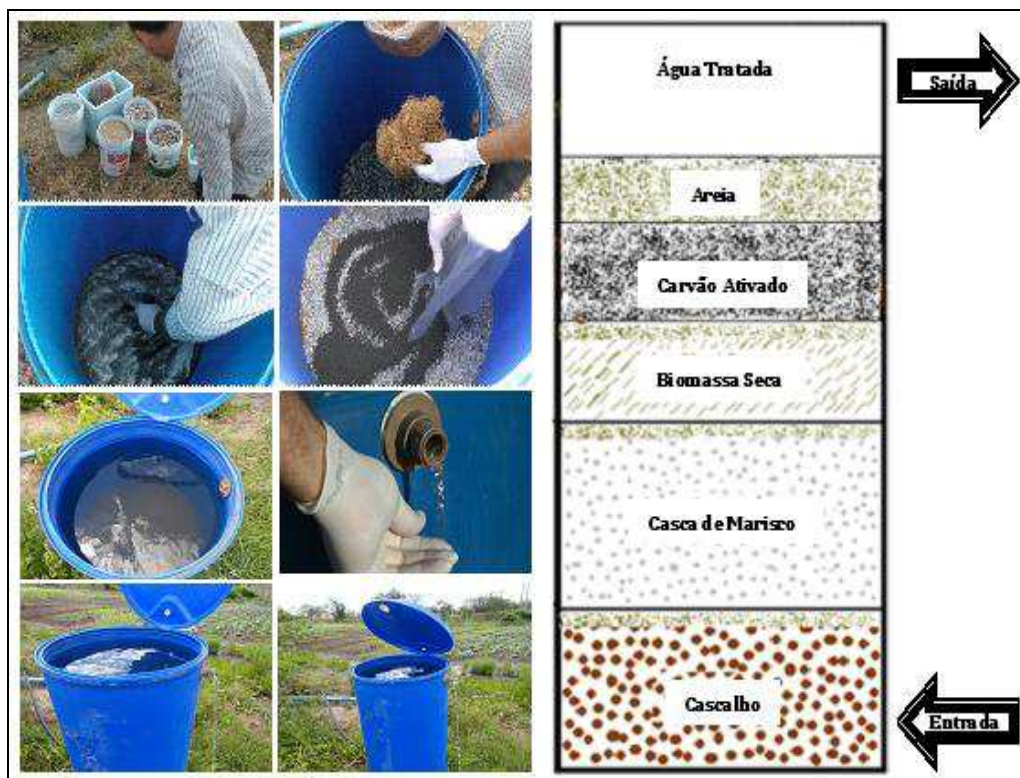 Água Tratada
Saída
Areia
Carvão Ativado
Biomassa Seca
Casca de Marisco
Cascalho
Entrada